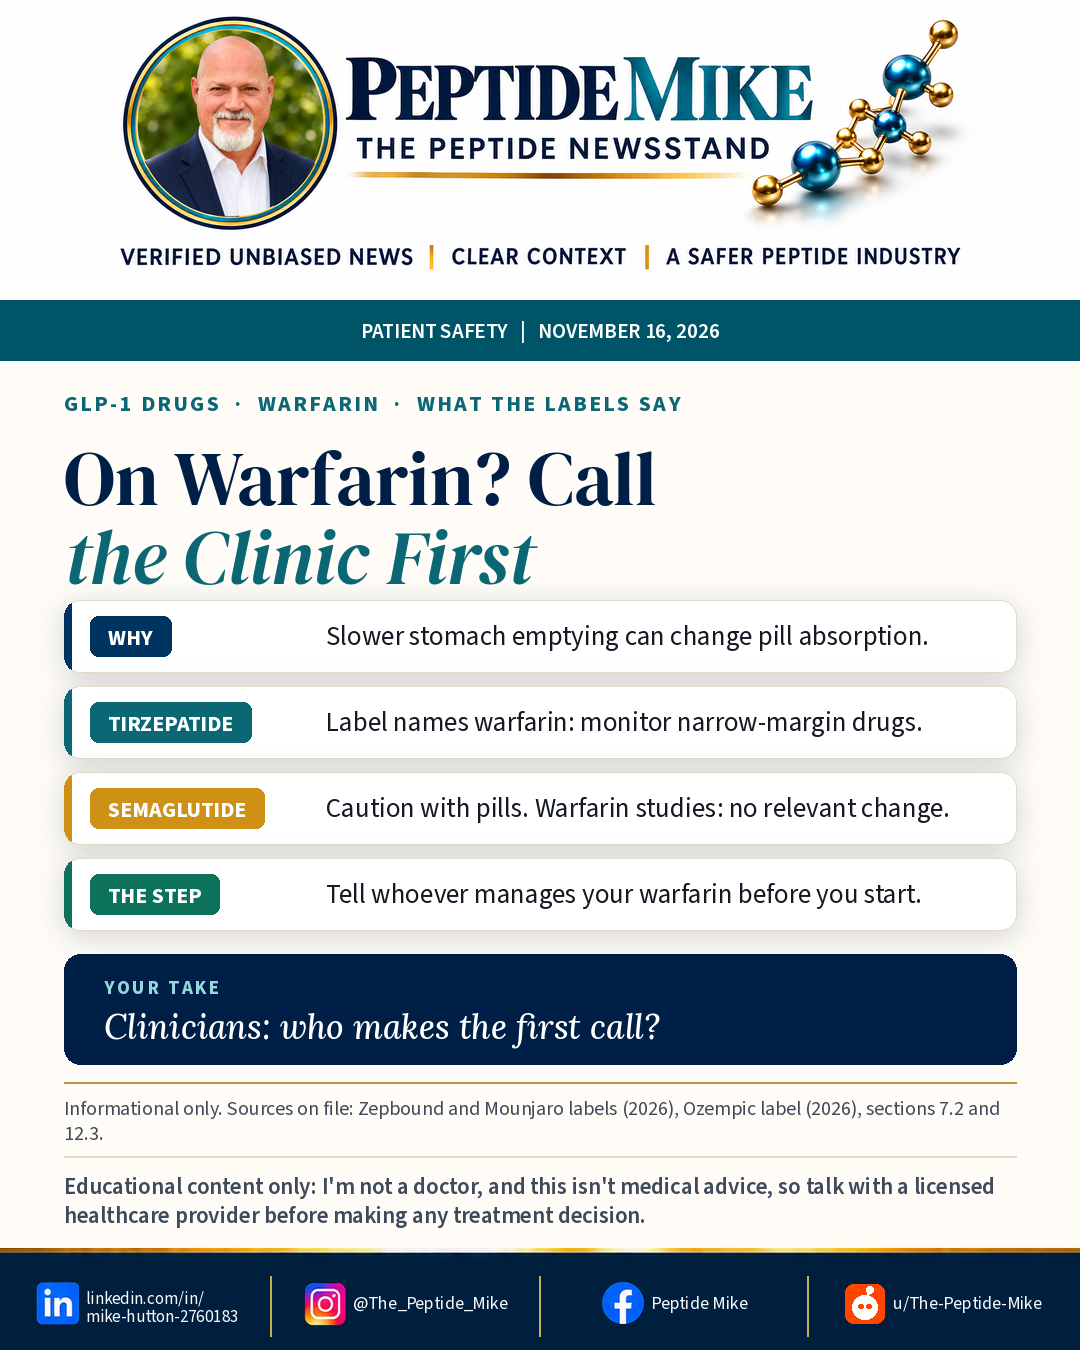 PEPTIDEMIKE
THE PEPTIDE NEWSSTAND
VERIFIED UNBIASED NEWS | CLEAR CONTEXT | A SAFER PEPTIDE INDUSTRY
PATIENT SAFETY | NOVEMBER 16, 2026
GLP-1 DRUGS · WARFARIN · WHAT THE LABELS SAY
On Warfarin? Call
the Clinic First
WHY Slower stomach emptying can change pill absorption.
TIRZEPATIDE Label names warfarin: monitor narrow-margin drugs.
SEMAGLUTIDE Caution with pills. Warfarin studies: no relevant change.
THE STEP Tell whoever manages your warfarin before you start.
YOUR TAKE
Clinicians: who makes the first call?
Informational only. Sources on file: Zepbound and Mounjaro labels (2026), Ozempic label (2026), sections 7.2 and
12.3.
Educational content only: I'm not a doctor, and this isn't medical advice, so talk with a licensed
healthcare provider before making any treatment decision.
in linkedin.com/in/
mike-hutton-2760183
@The_Peptide_Mike
Peptide Mike
u/The-Peptide-Mike